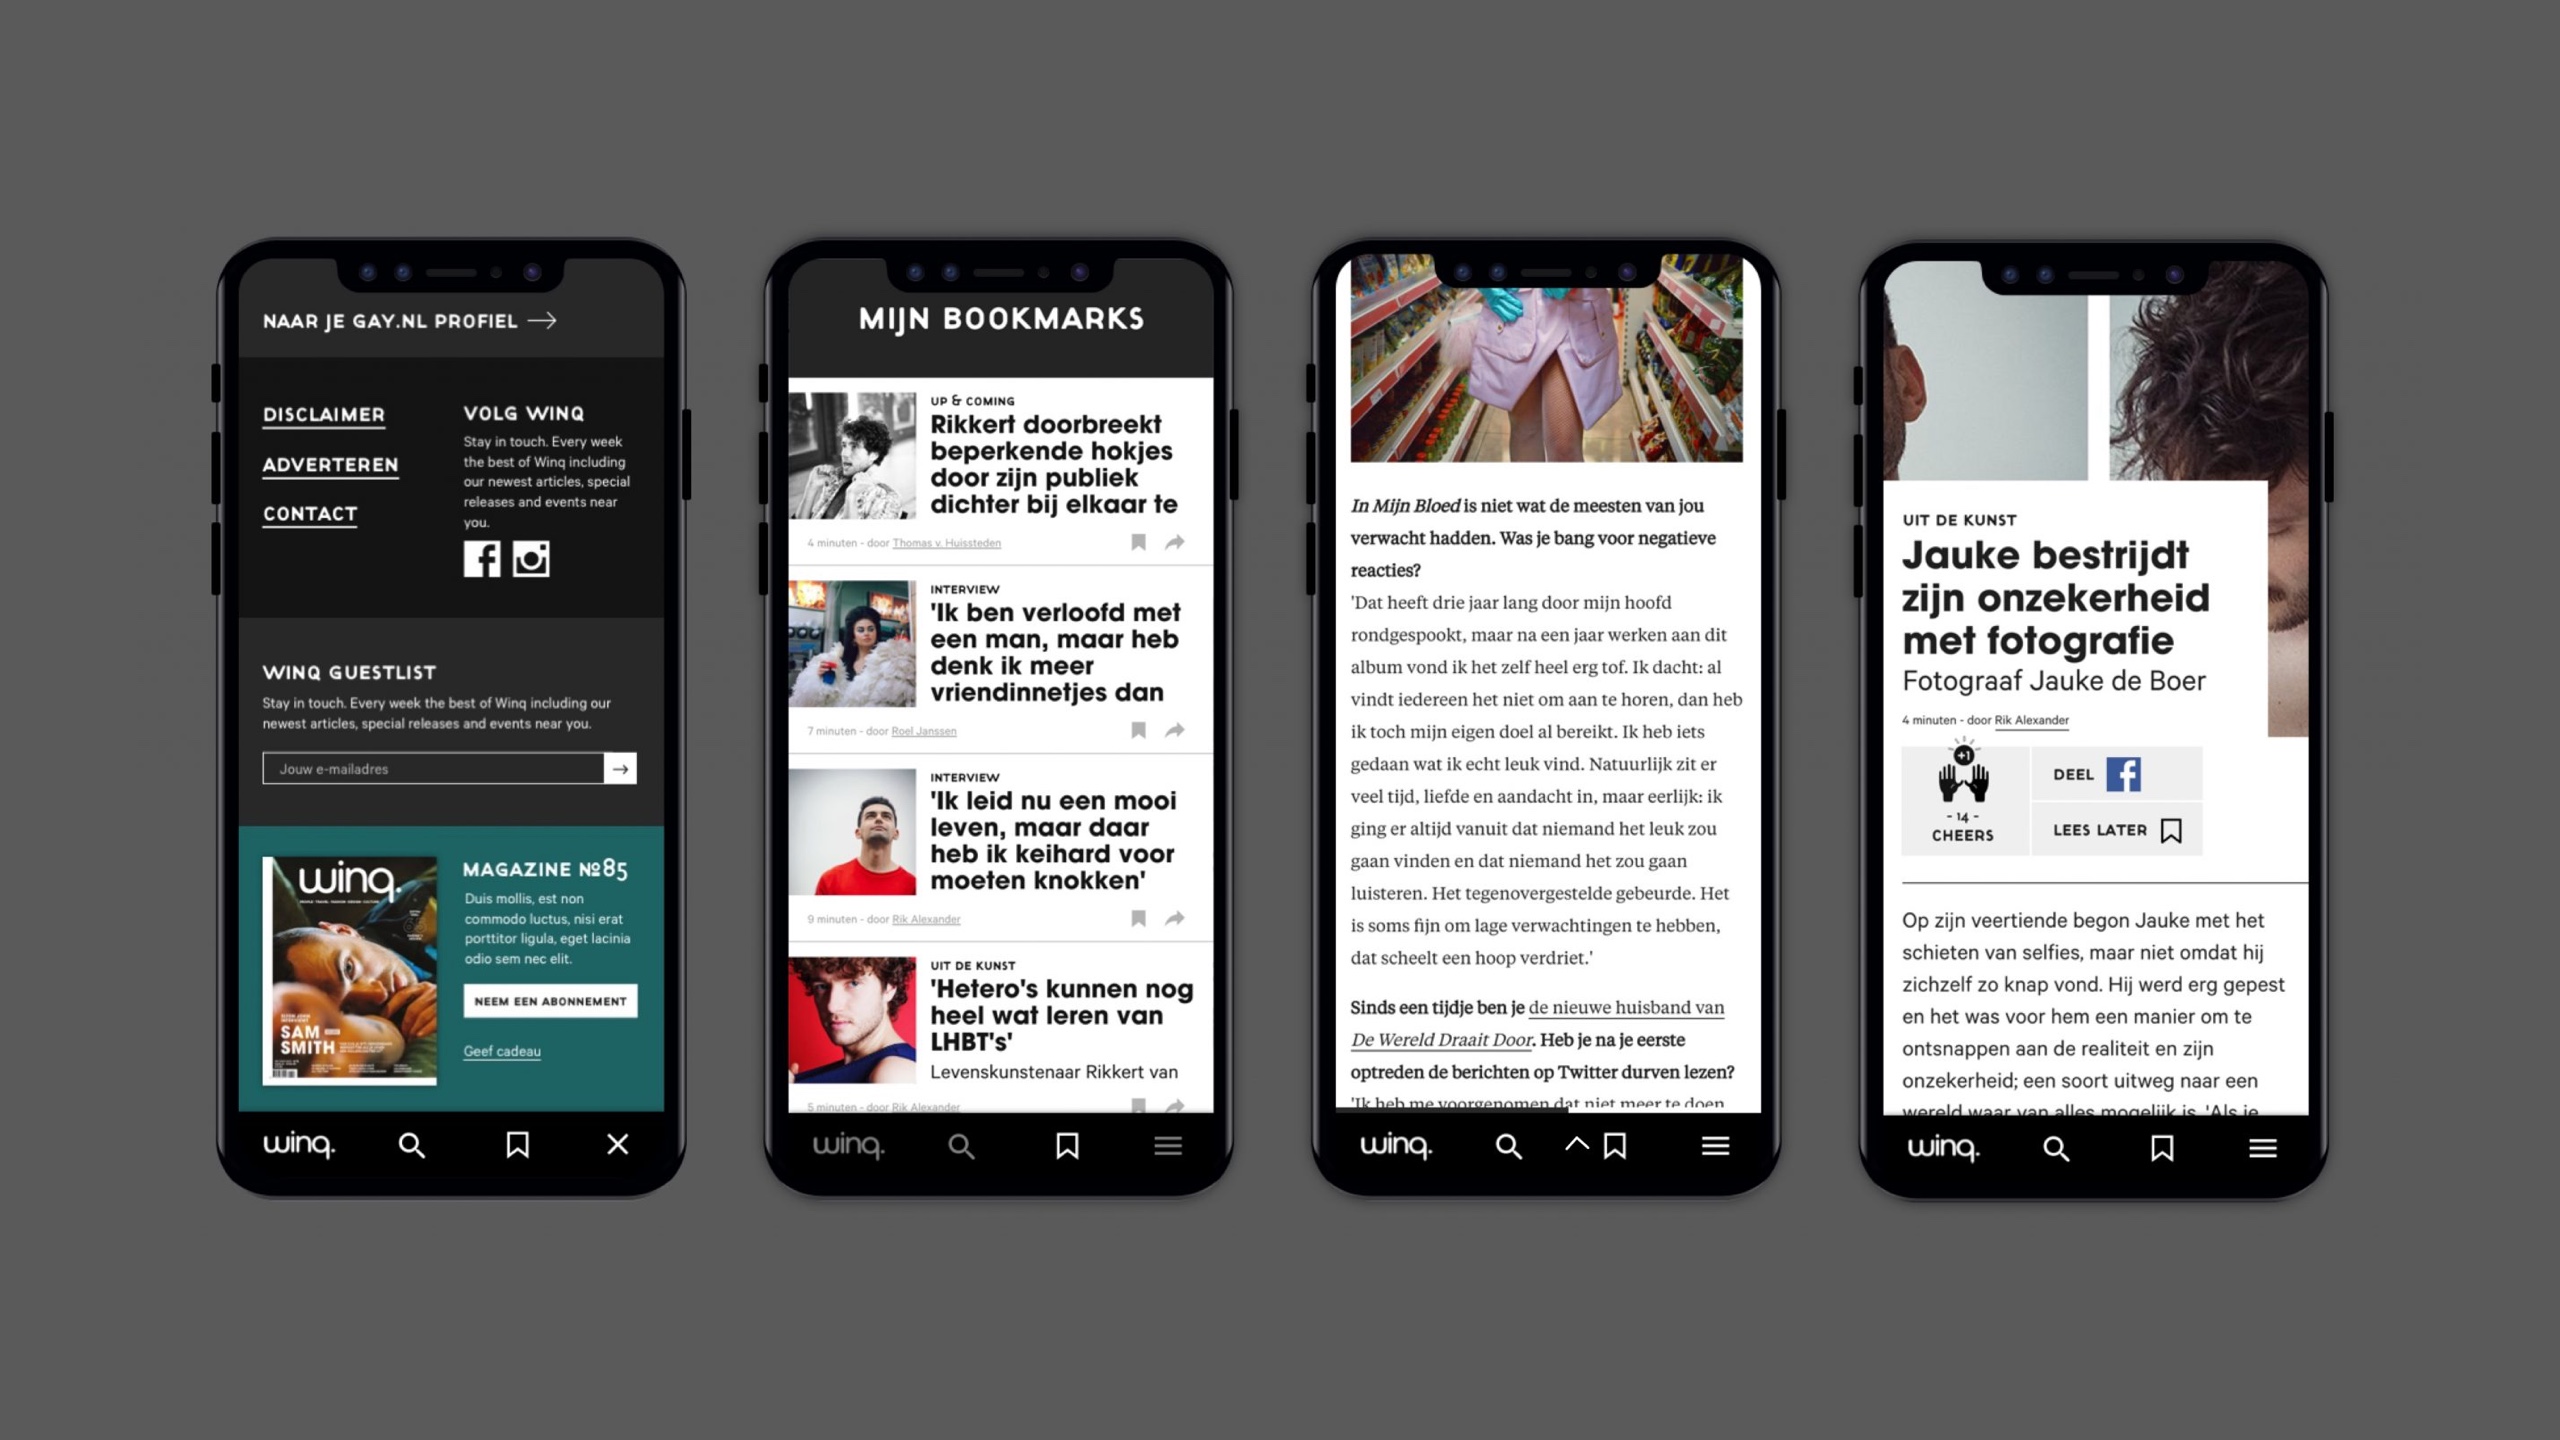 NAAR JE GAY.NL PROFIEL
DISCLAIMER
ADVERTEREN
CONTACT
VOLG WINQ
Stay in touch. Every week
the best of Winq including
our newest articles, special
releases and events near
you.
WINQ GUESTLIST
Stay in touch. Every week the best of Winq including our
newest articles, special releases and events near you.
Jouw e-mailadres
winq.
SAM
SMITH
MAGAZINE №85
Duis mollis, est non
commodo luctus, nisi erat
porttitor ligula, eget lacinia
odio sem nec elit.
NEEM EEN ABONNEMENT
Geef cadeau
winq.
MIJN BOOKMARKS
UP & COMING
Rikkert doorbreekt
beperkende hokjes
door zijn publiek
dichter bij elkaar te
4 minuten - door Thomas v. Huissteden
INTERVIEW
'Ik ben verloofd met
een man, maar heb
denk ik meer
vriendinnetjes dan
7 minuten - door Roel Janssen
INTERVIEW
'Ik leid nu een mooi
leven, maar daar
heb ik keihard voor
moeten knokken'
9 minuten - door Rik Alexander
UIT DE KUNST
'Hetero's kunnen nog
heel wat leren van
LHBT's'
Levenskunstenaar Rikkert van
5 minuten - door Rik Alexander
winq.
In Mijn Bloed is niet wat de meesten van jou
verwacht hadden. Was je bang voor negatieve
reacties?
'Dat heeft drie jaar lang door mijn hoofd
rondgespookt, maar na een jaar werken aan dit
album vond ik het zelf heel erg tof. Ik dacht: al
vindt iedereen het niet om aan te horen, dan heb
ik toch mijn eigen doel al bereikt. Ik heb iets
gedaan wat ik echt leuk vind. Natuurlijk zit er
veel tijd, liefde en aandacht in, maar eerlijk: ik
ging er altijd vanuit dat niemand het leuk zou
gaan vinden en dat niemand het zou gaan
luisteren. Het tegenovergestelde gebeurde. Het
is soms fijn om lage verwachtingen te hebben,
dat scheelt een hoop verdriet.'
Sinds een tijdje ben je de nieuwe huisband van
De Wereld Draait Door. Heb je na je eerste
optreden de berichten op Twitter durven lezen?
'Ik heb me voorgenomen dat niet meer te doen
winq.
UIT DE KUNST
Jauke bestrijdt
zijn onzekerheid
met fotografie
Fotograaf Jauke de Boer
4 minuten - door Rik Alexander
+1
- 14 -
CHEERS
DEEL
LEES LATER
Op zijn veertiende begon Jauke met het
schieten van selfies, maar niet omdat hij
zichzelf zo knap vond. Hij werd erg gepest
en het was voor hem een manier om te
ontsnappen aan de realiteit en zijn
onzekerheid; een soort uitweg naar een
wereld waar van alles mogelijk is. 'Als je
winq.